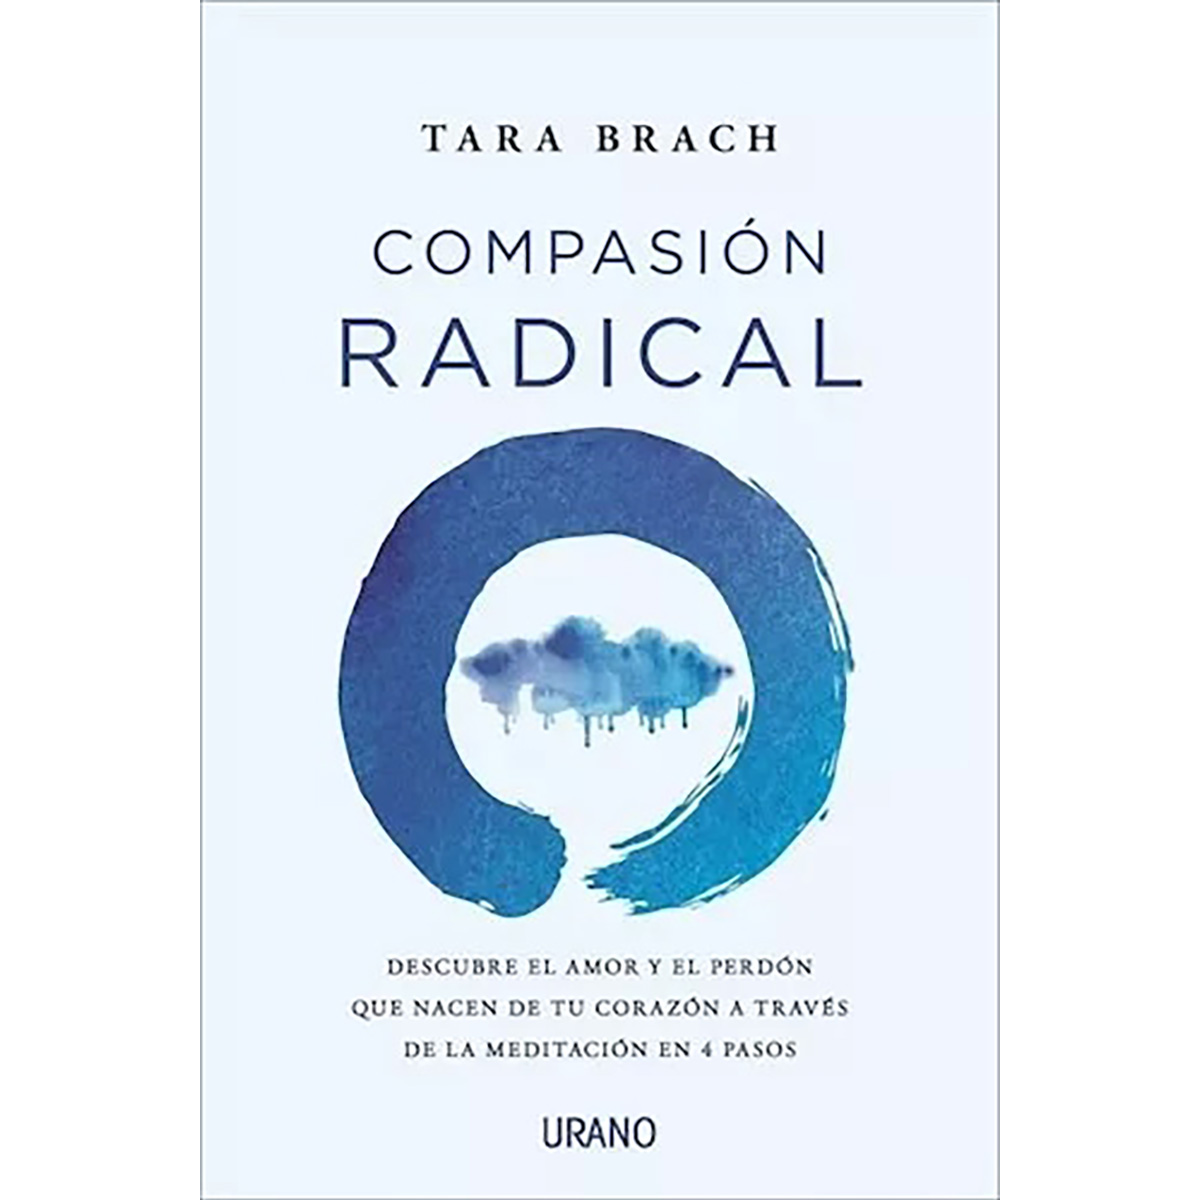 TARA BRACH
COMPASIÓN
RADICAL
DESCUBRE EL AMOR Y EL PERDÓN
QUE NACEN DE TU CORAZÓN A TRAVÉS
DE LA MEDITACIÓN EN 4 PASOS
URANO